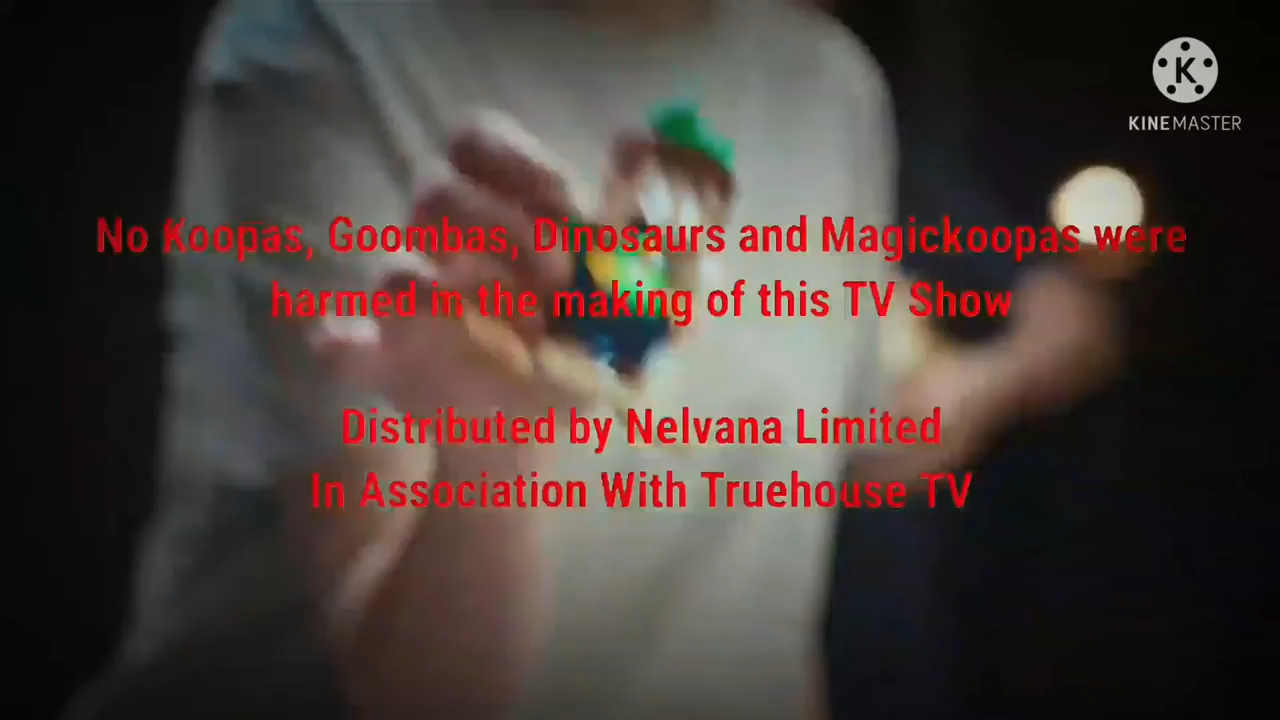 KINEMASTER
No Koopas, Goombas, Dinosaurs and Magickoopas were
harmed in the making of this TV Show
Distributed by Nelvana Limited
In Association With Truehouse TV